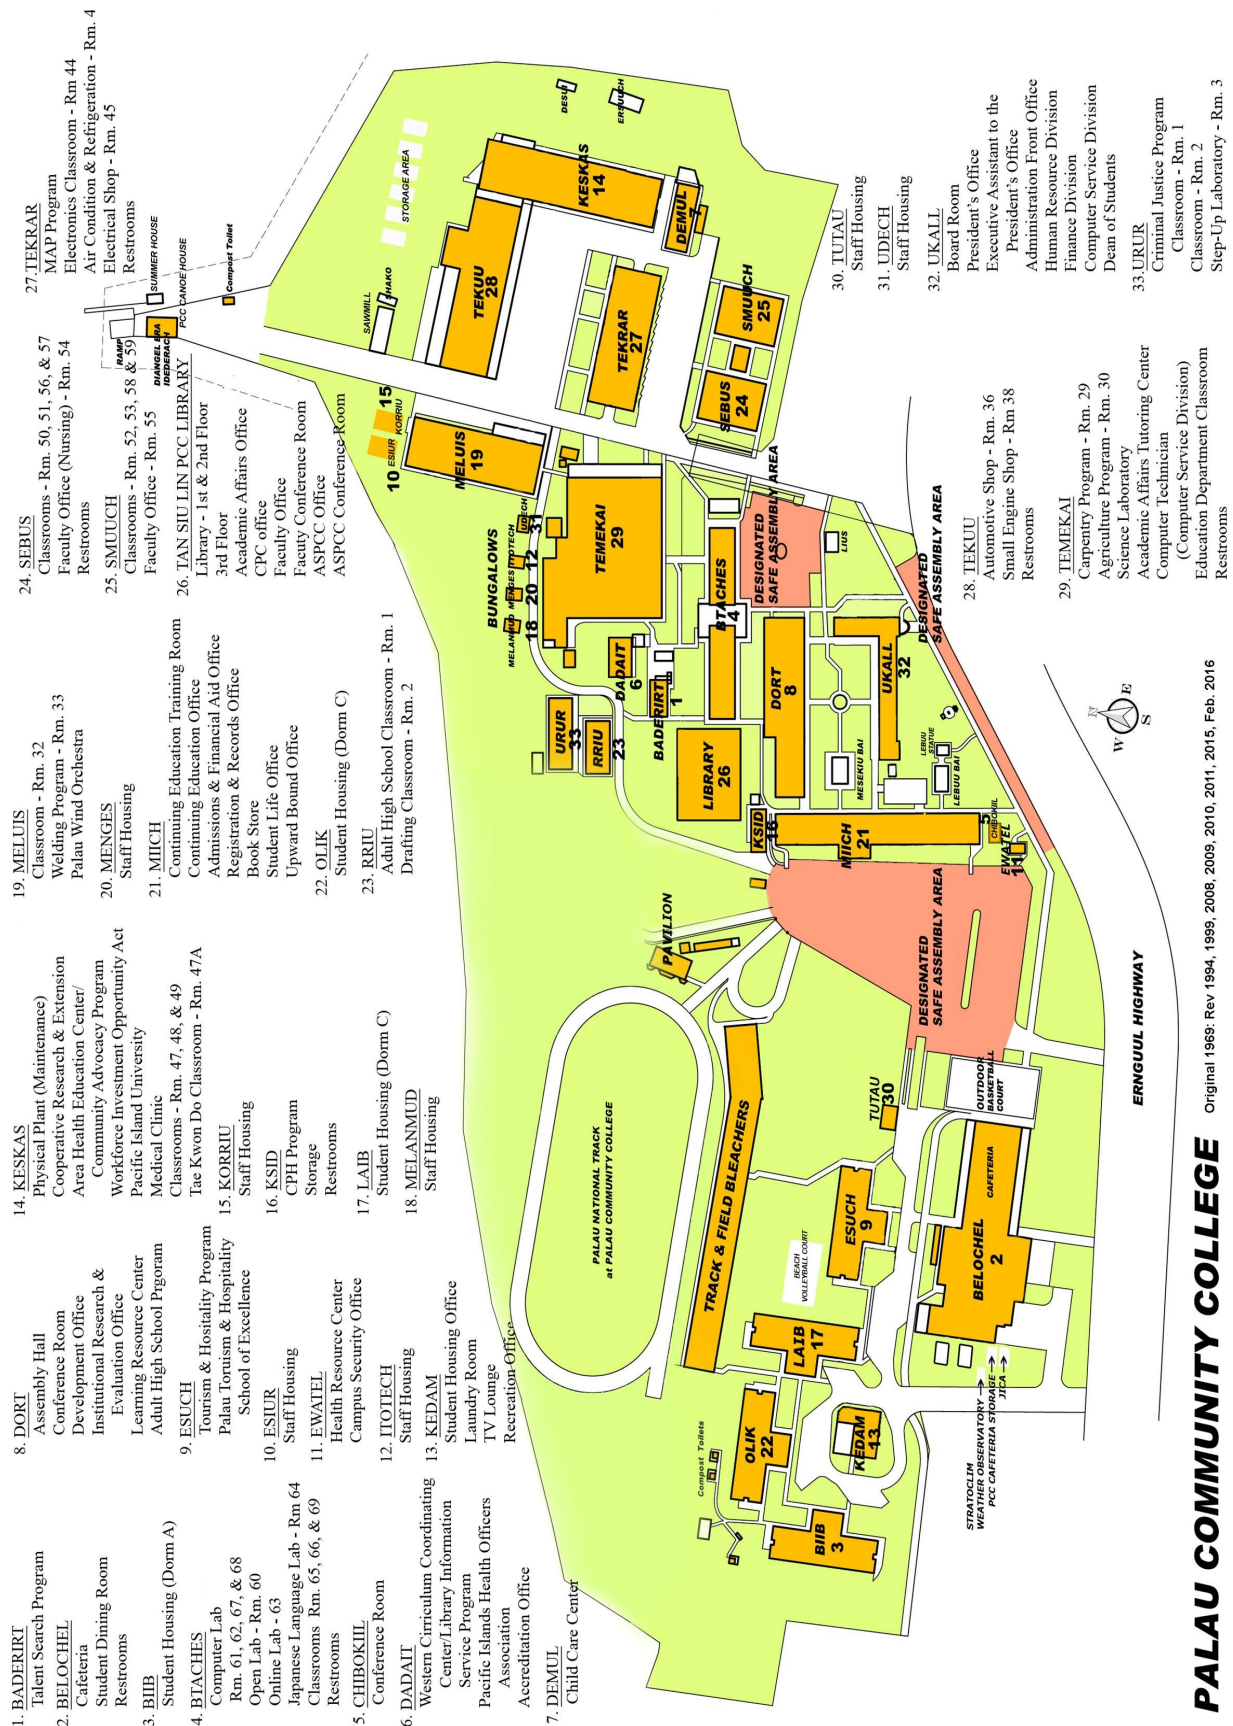 1. BADERIRT
Talent Search Program
2. BELOCHEL
Cafeteria
Student Dining Room
Restrooms
3. BIIB
Student Housing (Dorm A)
4. BTACHES
Computer Lab
Rm. 61, 62, 67, & 68
Open Lab - Rm. 60
Online Lab - 63
Japanese Language Lab - Rm 64
Classrooms Rm. 65, 66, & 69
Restrooms
5. CHIBOKIIL
Conference Room
6. DADAIT
Western Cirriculum Coordinating
Center/Library Information
Service Program
Pacific Islands Health Officers
Association
Accreditation Office
7. DEMUL
Child Care Center
8. DORT
Assembly Hall
Conference Room
Development Office
Institutional Research &
Evaluation Office
Learning Resource Center
Adult High School Prgoram
9. ESUCH
Tourism & Hositality Program
Palau Toruism & Hospitality
School of Excellence
10. ESIUR
Staff Housing
11. EWATEL
Health Resource Center
Campus Security Office
12. ITOTECH
Staff Housing
13. KEDAM
Student Housing Office
Laundry Room
TV Lounge
Recreation Office
14. KESKAS
Physical Plant (Maintenance)
Cooperative Research & Extension
Area Health Education Center/
Community Advocacy Program
Workforce Investment Opportunity Act
Pacific Island University
Medical Clinic
Classrooms - Rm. 47, 48, & 49
Tae Kwon Do Classroom - Rm. 47A
15. KORRIU
Staff Housing
16. KSID
CPH Program
Storage
Restrooms
17. LAIB
Student Housing (Dorm C)
18. MELANMUD
Staff Housing
19. MELUIS
Classroom - Rm. 32
Welding Program - Rm. 33
Palau Wind Orchestra
20. MENGES
Staff Housing
21. MIICH
Continuing Education Training Room
Continuing Education Office
Admissions & Financial Aid Office
Registration & Records Office
Book Store
Student Life Office
Upward Bound Office
22. OLIK
Student Housing (Dorm C)
23. RRIU
Adult High School Classroom - Rm. 1
Drafting Classroom - Rm. 2
24. SEBUS
Classrooms - Rm. 50, 51, 56, & 57
Faculty Office (Nursing) - Rm. 54
Restrooms
25. SMUUCH
Classrooms - Rm. 52, 53, 58 & 59
Faculty Office - Rm. 55
26. TAN SIU LIN PCC LIBRARY
Library - 1st & 2nd Floor
3rd Floor
Academic Affairs Office
CPC office
Faculty Office
Faculty Conference Room
ASPCC Office
ASPCC Conference Room
27. TEKRAR
MAP Program
Electronics Classroom - Rm 44
Air Condition & Refrigeration - Rm. 4
Electrical Shop - Rm. 45
Restrooms
28. TEKUU
Automotive Shop - Rm. 36
Small Engine Shop - Rm 38
Restrooms
29. TEMEKAI
Carpentry Program - Rm. 29
Agriculture Program - Rm. 30
Science Laboratory
Academic Affairs Tutoring Center
Computer Technician
(Computer Service Division)
Education Department Classroom
Restrooms
30. TUTAU
Staff Housing
31. UDECH
Staff Housing
32. UKALL
Board Room
President's Office
Executive Assistant to the
President's Office
Administration Front Office
Human Resource Division
Finance Division
Computer Service Division
Dean of Students
33. URUR
Criminal Justice Program
Classroom - Rm. 1
Classroom - Rm. 2
Step-Up Laboratory - Rm. 3
RAMP
SUMMER HOUSE
DIANGEL ERA
IDEDERACH
PCC CANOE HOUSE
Compost Toilet
SAWMILL
SHAKO
STORAGE AREA
DESUI
ERSUUCH
10 ESIUR
KORRIU 15
MELUIS
19
TEKUU
28
KESKAS
14
DEMUL
7
TEKRAR
27
SMUUCH
25
SEBUS
24
BUNGALOWS
MELANMUD
18
MENGES
20
ITOTECH
12
UDECH
31
TEMEKAI
29
URUR
33
RRIU
23
DADAIT
6
BADERIRT
1
BTACHES
4
DESIGNATED
SAFE ASSEMBLY AREA
LIUS
LIBRARY
26
DORT
8
UKALL
32
DESIGNATED
SAFE ASSEMBLY AREA
KSID
16
MIICH
21
MESEKIU BAI
LEBUU
STATUE
LEBUU BAI
5
CHIBOKIIL
EWATEL
11
PAVILION
DESIGNATED
SAFE ASSEMBLY AREA
PALAU NATIONAL TRACK
at PALAU COMMUNITY COLLEGE
TRACK & FIELD BLEACHERS
TUTAU
30
OUTDOOR
BASKETBALL
COURT
BEACH
VOLLEYBALL COURT
ESUCH
9
CAFETERIA
BELOCHEL
2
LAIB
17
OLIK
22
KEDAM
13
BIIB
3
Compost Toilets
STRATOCLIM
WEATHER OBSERVATORY
PCC CAFETERIA STORAGE
JICA
ERNGUUL HIGHWAY
N
E
S
W
PALAU COMMUNITY COLLEGE
Original 1969: Rev 1994, 1999, 2008, 2009, 2010, 2011, 2015, Feb. 2016